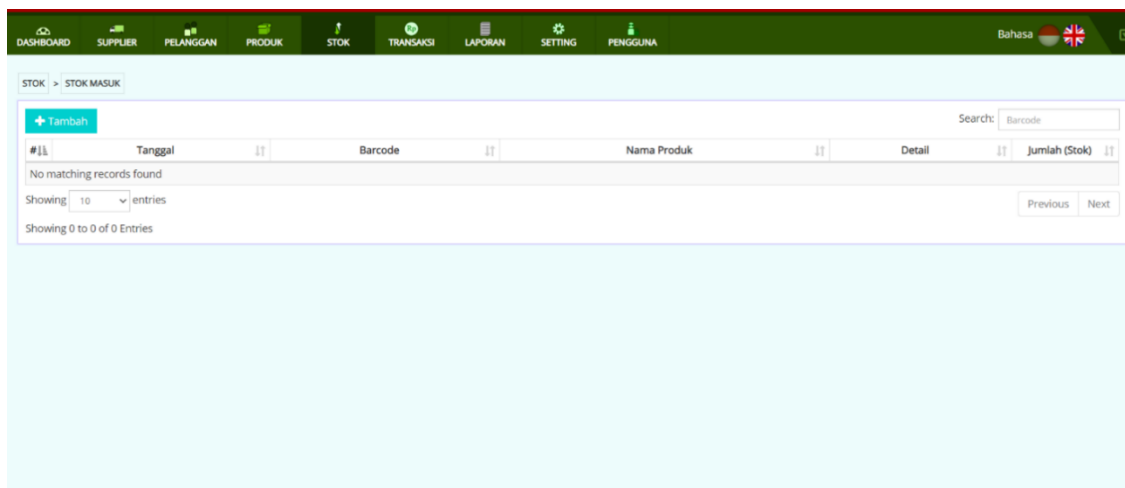 DASHBOARD SUPPLIER PELANGGAN PRODUK STOK Rp TRANSAKSI LAPORAN SETTING PENGGUNA Bahasa
STOK > STOK MASUK
+ Tambah Search: Barcode
# Tanggal Barcode Nama Produk Detail Jumlah (Stok)
No matching records found
Showing 10 entries Previous Next
Showing 0 to 0 of 0 Entries